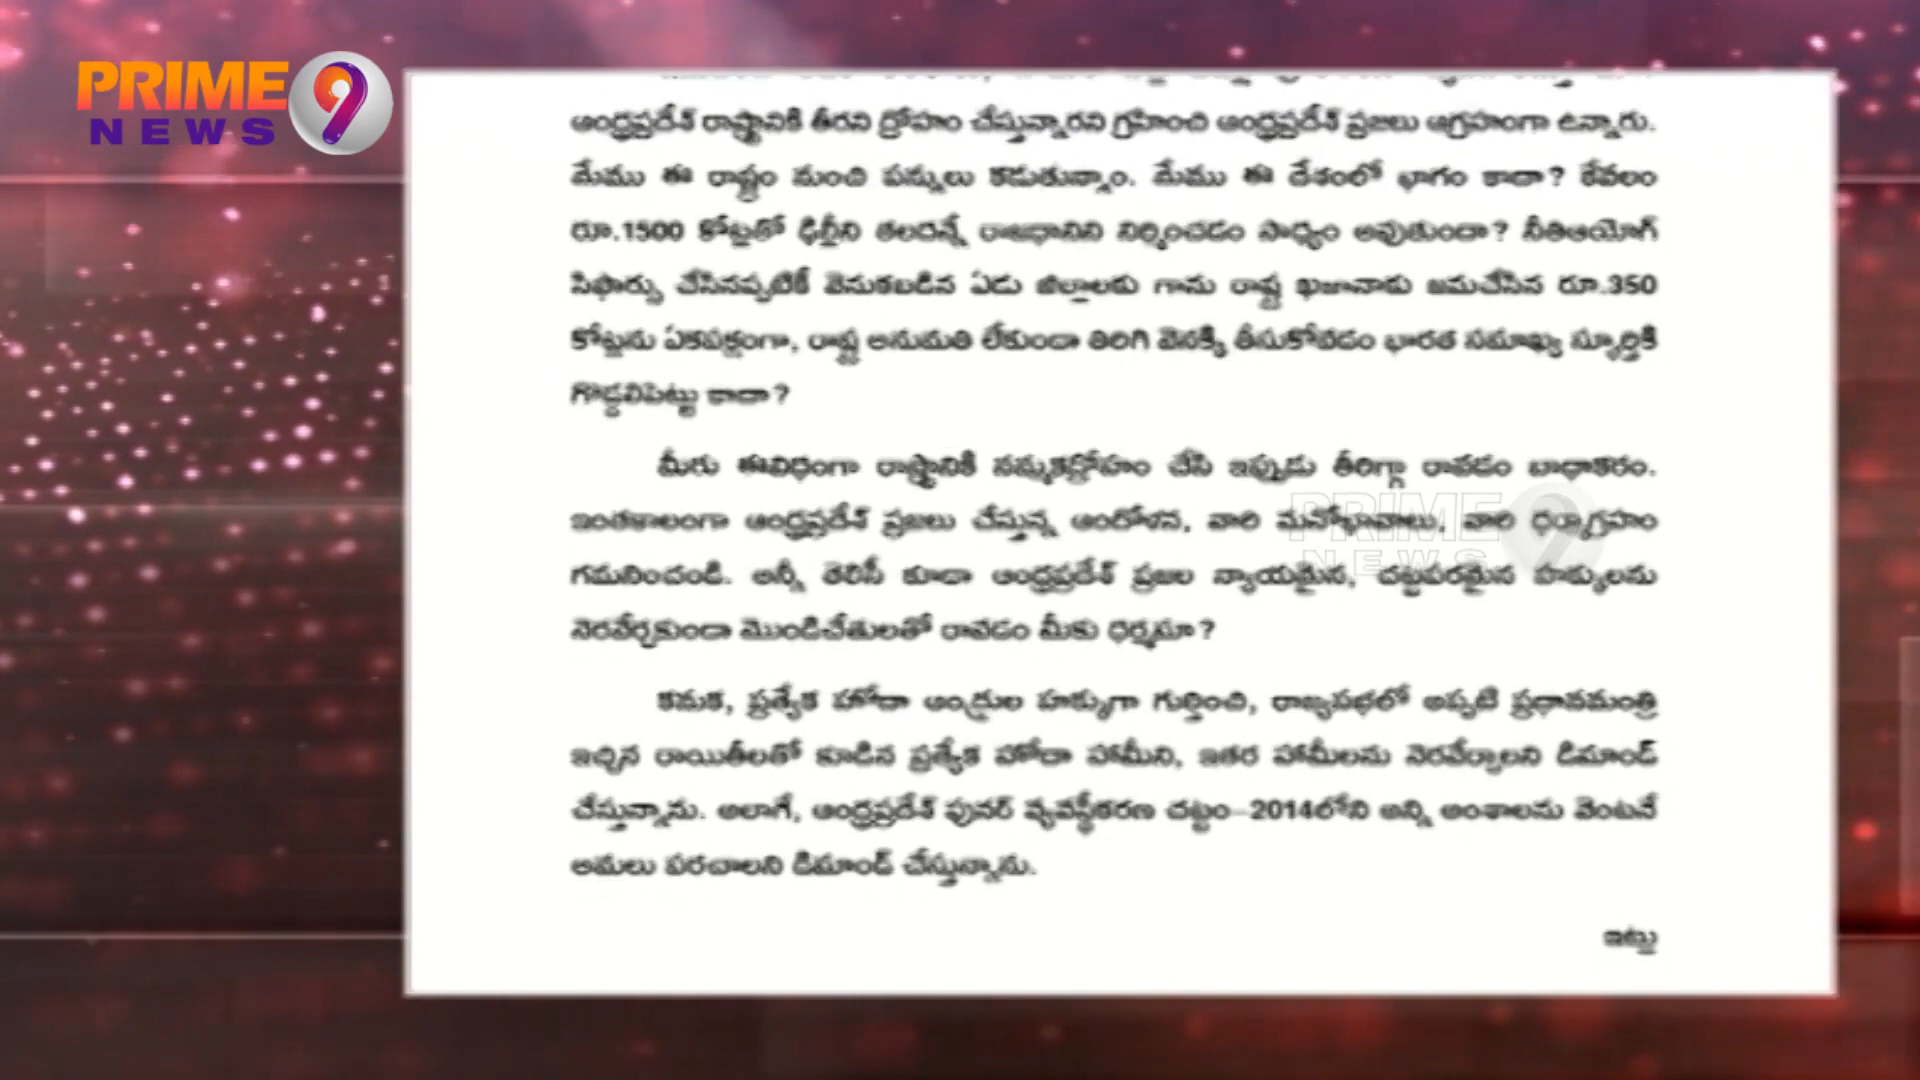 PRIME 9
NEWS
ఆంధ్రప్రదేశ్ రాష్ట్రానికి తీరని ద్రోహం చేస్తున్నారని గ్రహించి ఆంధ్రప్రదేశ్ ప్రజలు ఆగ్రహంగా ఉన్నారు.
మేము ఈ రాష్ట్రం నుంచి పన్నులు కడుతున్నాం. మేము ఈ దేశంలో భాగం కాదా? కేవలం
రూ.1500 కోట్లతో ఢిల్లీని తలదన్నే రాజధానిని నిర్మించడం సాధ్యం అవుతుందా? నీతిఆయోగ్
సిఫార్సు చేసినప్పటికీ వెనుకబడిన ఏడు జిల్లాలకు గాను రాష్ట్ర ఖజానాకు జమచేసిన రూ.350
కోట్లను ఏకపక్షంగా, రాష్ట్ర అనుమతి లేకుండా తిరిగి వెనక్కి తీసుకోవడం భారత సమాఖ్య స్ఫూర్తికి
గొడ్డలిపెట్టు కాదా?
మీరు ఈవిధంగా రాష్ట్రానికి నమ్మకద్రోహం చేసి ఇప్పుడు తీరిగ్గా రావడం బాధాకరం.
ఇంతకాలంగా ఆంధ్రప్రదేశ్ ప్రజలు చేస్తున్న ఆందోళన, వారి మనోభావాలు, వారి ధర్మాగ్రహం
గమనించండి. అన్నీ తెలిసీ కూడా ఆంధ్రప్రదేశ్ ప్రజల న్యాయమైన, చట్టపరమైన హక్కులను
నెరవేర్చకుండా మొండిచేతులతో రావడం మీకు ధర్మమా?
కనుక, ప్రత్యేక హోదా ఆంధ్రుల హక్కుగా గుర్తించి, రాజ్యసభలో అప్పటి ప్రధానమంత్రి
ఇచ్చిన రాయితీలతో కూడిన ప్రత్యేక హోదా హామీని, ఇతర హామీలను నెరవేర్చాలని డిమాండ్
చేస్తున్నాను. అలాగే, ఆంధ్రప్రదేశ్ పునర్ వ్యవస్థీకరణ చట్టం-2014లోని అన్ని అంశాలను వెంటనే
అమలు పరచాలని డిమాండ్ చేస్తున్నాను.
ఇట్లు
PRIME 9
NEWS